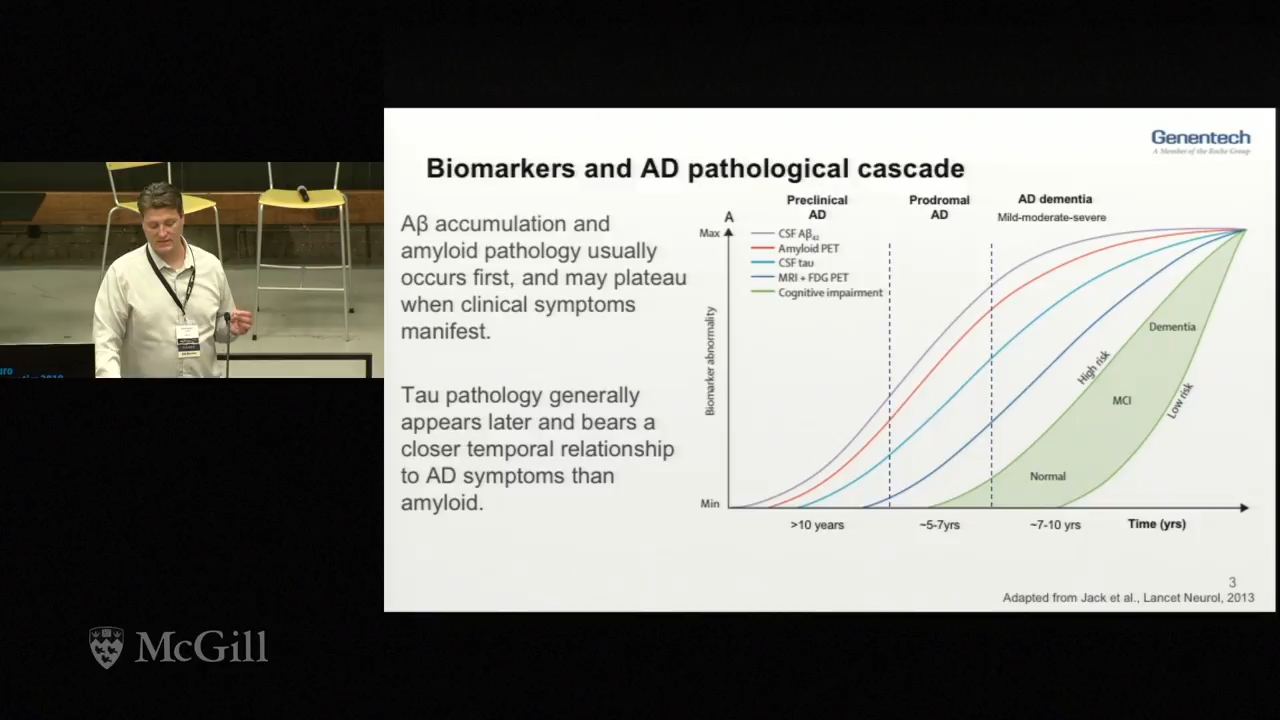 Genentech
A Member of the Roche Group
Biomarkers and AD pathological cascade
Aβ accumulation and
amyloid pathology usually
occurs first, and may plateau
when clinical symptoms
manifest.
Tau pathology generally
appears later and bears a
closer temporal relationship
to AD symptoms than
amyloid.
Preclinical
AD
Prodromal
AD
AD dementia
Mild-moderate-severe
A
Max
CSF Aβ42
Amyloid PET
CSF tau
MRI + FDG PET
Cognitive impairment
Biomarker abnormality
Dementia
High risk
MCI
Low risk
Normal
Min
>10 years
~5-7yrs
~7-10 yrs
Time (yrs)
3
Adapted from Jack et al., Lancet Neurol, 2013
McGill